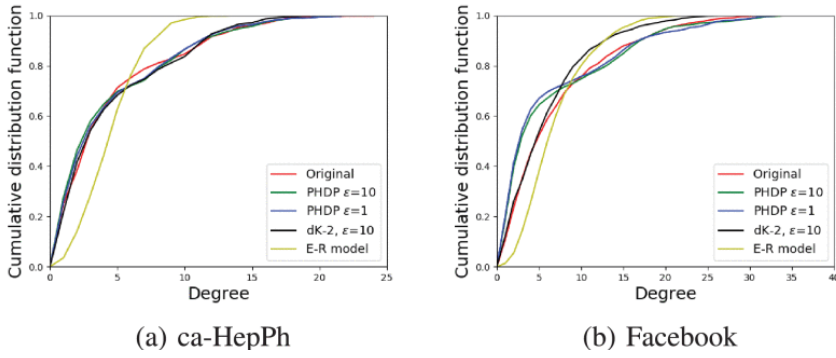 Cumulative distribution function
1.0
0.8
0.6
0.4
0.2
0.0
Original
PHDP ε=10
PHDP ε=1
dK-2, ε=10
E-R model
0 5 10 15 20 25
Degree
(a) ca-HepPh
Cumulative distribution function
1.0
0.8
0.6
0.4
0.2
0.0
Original
PHDP ε=10
PHDP ε=1
dK-2, ε=10
E-R model
0 5 10 15 20 25 30 35 40
Degree
(b) Facebook